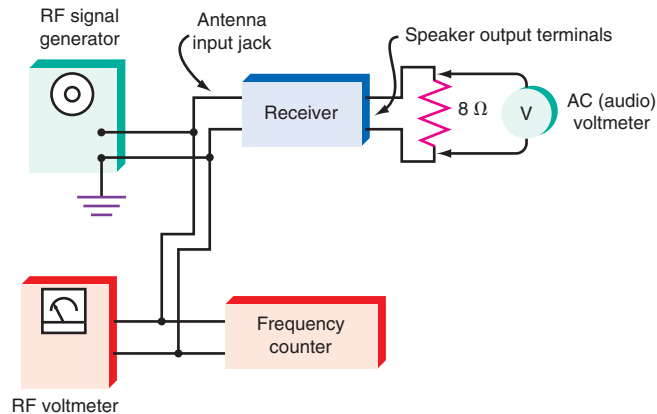 RF signal
generator
Antenna
input jack
Speaker output terminals
Receiver
8 Ω
V
AC (audio)
voltmeter
Frequency
counter
RF voltmeter